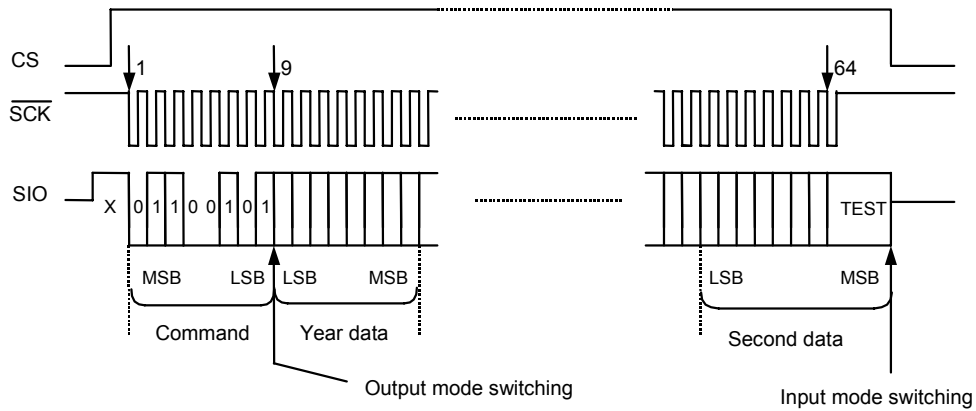 CS
1 9 64
SCK
SIO X 0 1 1 0 0 1 0 1 TEST
MSB LSB LSB MSB LSB MSB
Command Year data Second data
Output mode switching
Input mode switching